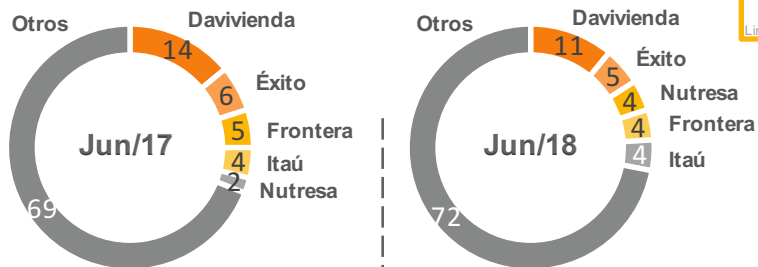 Otros
Davivienda
14
Éxito
6
Frontera
5
Itaú
4
Nutresa
2
69
Jun/17
Otros
Davivienda
11
Éxito
5
Nutresa
4
Frontera
4
Itaú
4
72
Jun/18